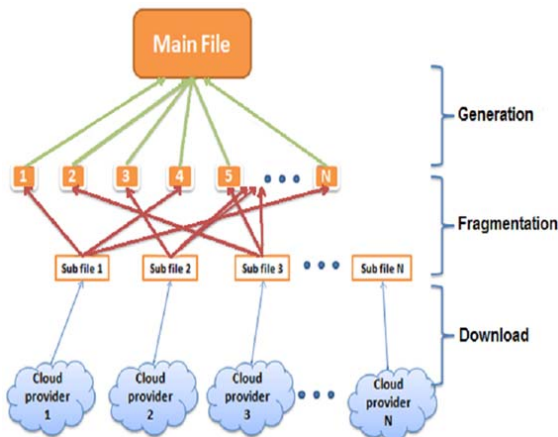 Main File
Generation
1 2 3 4 5 N
Fragmentation
Sub file 1 Sub file 2 Sub file 3 Sub file N
Download
Cloud
provider
1
Cloud
provider
2
Cloud
provider
3
Cloud
provider
N